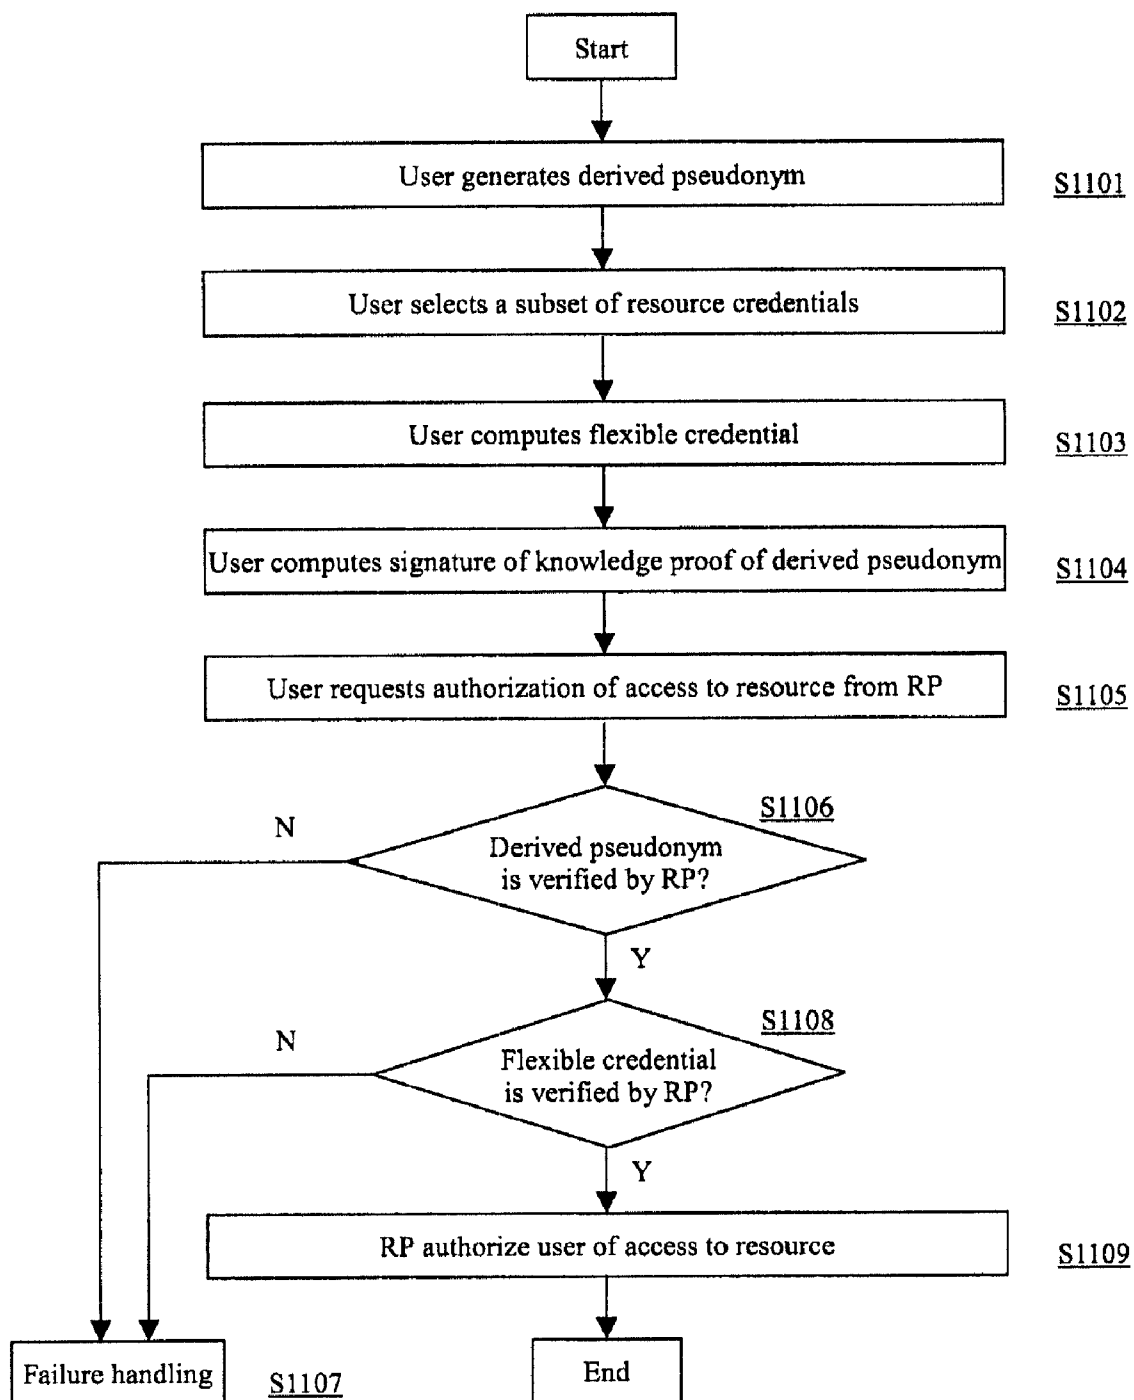 Start
User generates derived pseudonym
S1101
User selects a subset of resource credentials
S1102
User computes flexible credential
S1103
User computes signature of knowledge proof of derived pseudonym
S1104
User requests authorization of access to resource from RP
S1105
S1106
N
Derived pseudonym
is verified by RP?
Y
S1108
N
Flexible credential
is verified by RP?
Y
RP authorize user of access to resource
S1109
Failure handling
S1107
End